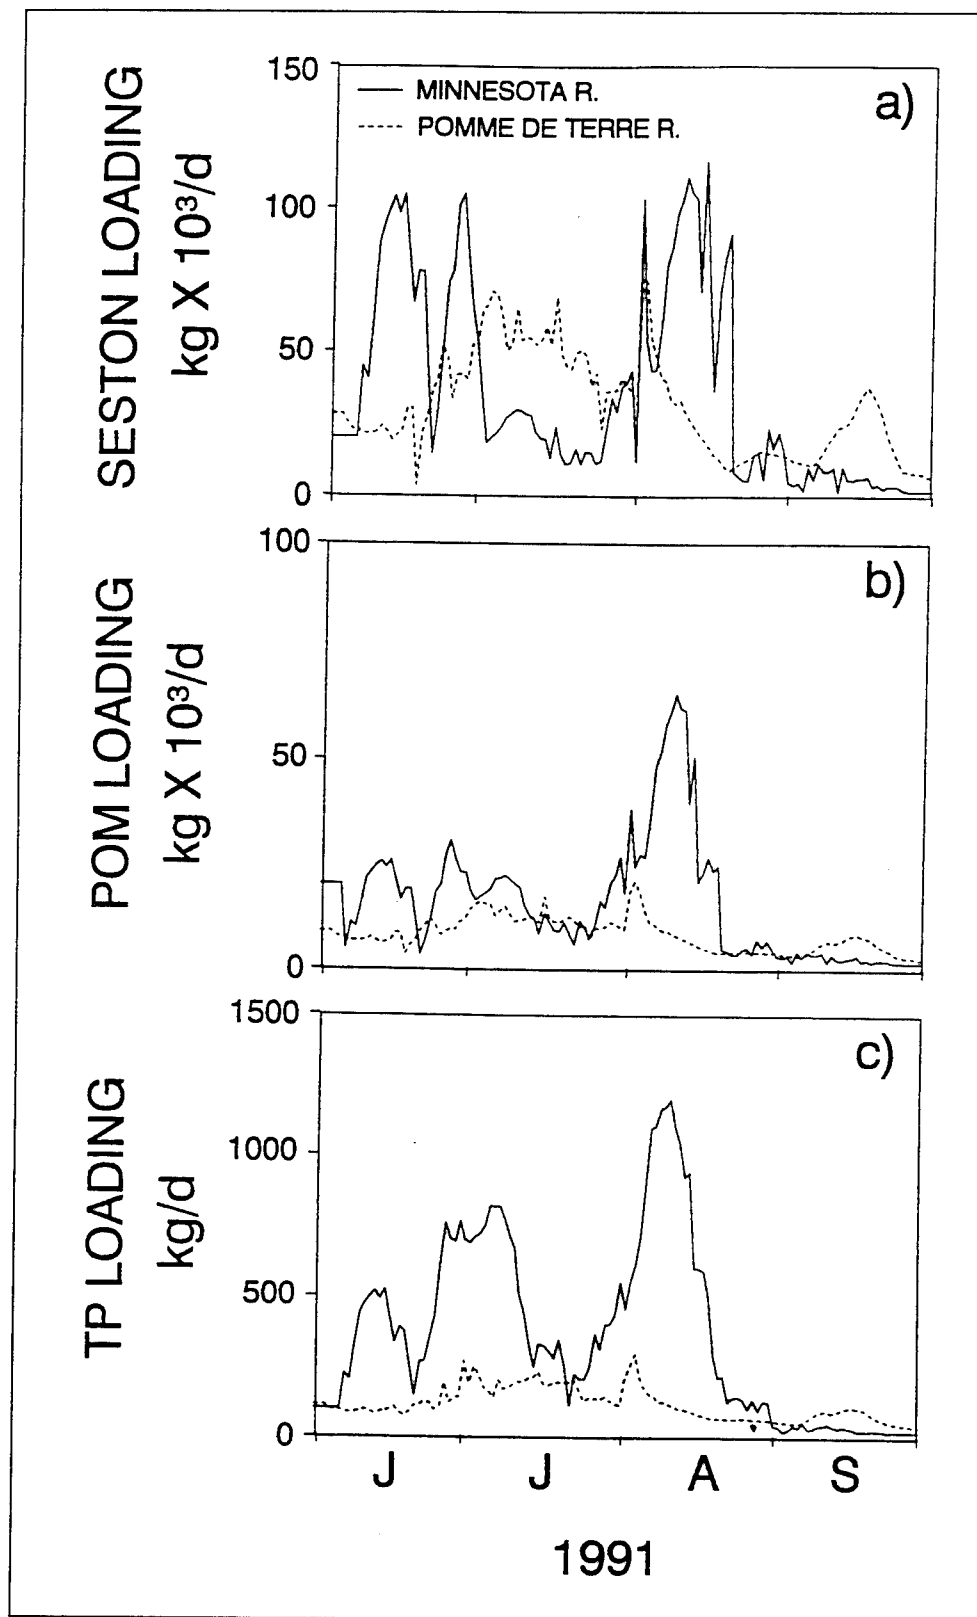 SESTON LOADING
kg X 10³/d
150
100
50
0
MINNESOTA R.
POMME DE TERRE R.
a)
POM LOADING
kg X 10³/d
100
50
0
b)
TP LOADING
kg/d
1500
1000
500
0
c)
J J A S
1991